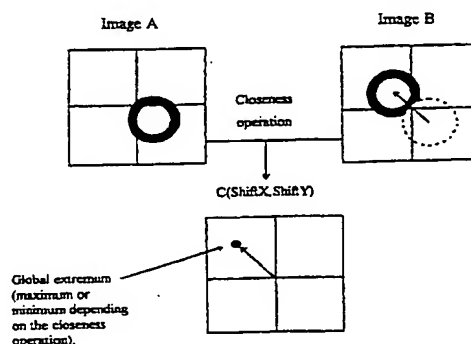 Image A
Image B
Closeness
operation
C(ShiftX,ShiftY)
Global extremum
(maximum or
minimum depending
on the closeness
operation).